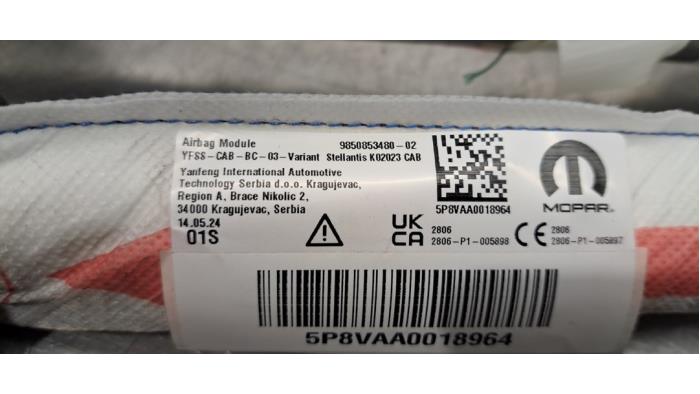 Airbag Module 9850853480-02
YFSS-CAB-BC-03-Variant Stellantis K02023 CAB
Yanfeng International Automotive
Technology Serbia d.o.o. Kragujevac,
Region A, Brace Nikolic 2,
34000 Kragujevac, Serbia
14.05.24
01S
5P8VAA0018964
MOPAR
UK
CA
2806
2806-P1-005898
CE
2806
2806-P1-005897
5P8VAA0018964